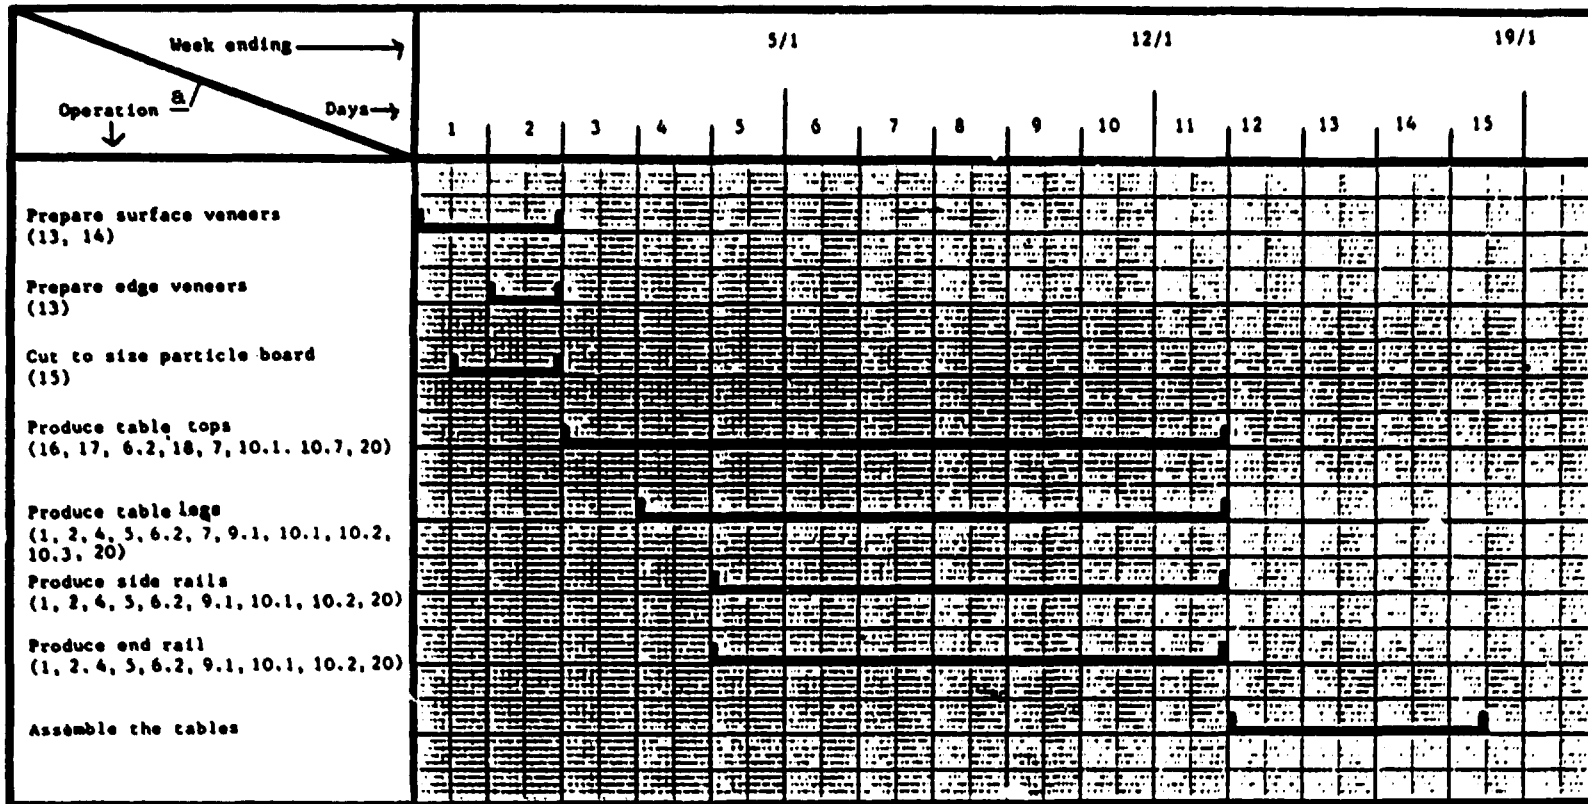 Week ending
5/1 12/1 19/1
Operation a/
Days
1 2 3 4 5 6 7 8 9 10 11 12 13 14 15
Prepare surface veneers
(13, 14)
Prepare edge veneers
(13)
Cut to size particle board
(15)
Produce table tops
(16, 17, 6.2, 18, 7, 10.1. 10.7, 20)
Produce table legs
(1, 2, 4, 5, 6.2, 7, 9.1, 10.1, 10.2,
10.3, 20)
Produce side rails
(1, 2, 4, 5, 6.2, 9.1, 10.1, 10.2, 20)
Produce end rail
(1, 2. 4, 5, 6.2, 9.1, 10.1, 10.2, 20)
Assemble the tables